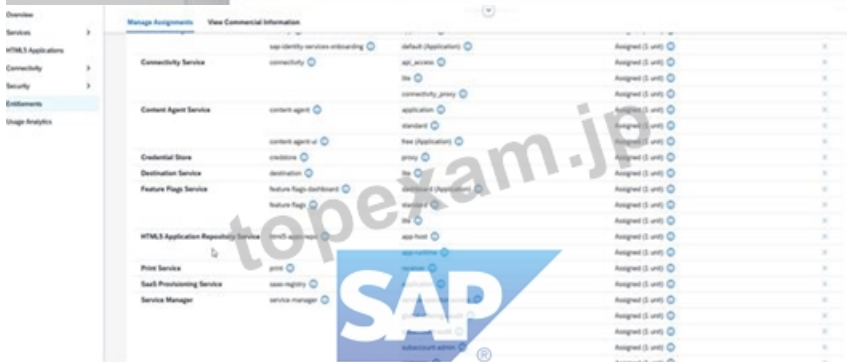 Overview
Manage Assignments View Commercial Information
Services
sap-identity-services-onboarding default (Application) Assigned (1 unit)
HTML5 Applications
Connectivity Service connectivity api_access Assigned (1 unit)
Connectivity
lite Assigned (1 unit)
Security
connectivity_proxy Assigned (1 unit)
Entitlements
Content Agent Service content-agent application Assigned (1 unit)
Usage Analytics
standard Assigned (1 unit)
content-agent-ui free (Application) Assigned (1 unit)
Credential Store credstore proxy Assigned (1 unit)
Destination Service destination lite Assigned (1 unit)
Feature Flags Service feature-flags-dashboard dashboard (Application) Assigned (1 unit)
feature-flags standard Assigned (1 unit)
lite Assigned (1 unit)
HTML5 Application Repository Service html5-apps-repo app-host Assigned (1 unit)
app-runtime Assigned (1 unit)
Print Service print receiver Assigned (1 unit)
SaaS Provisioning Service saas-registry application Assigned (1 unit)
Service Manager service-manager Assigned (1 unit)
Assigned (1 unit)
subaccount-audit Assigned (1 unit)
subaccount-admin Assigned (1 unit)
Assigned (1 unit)
topexam.jp
SAP
®